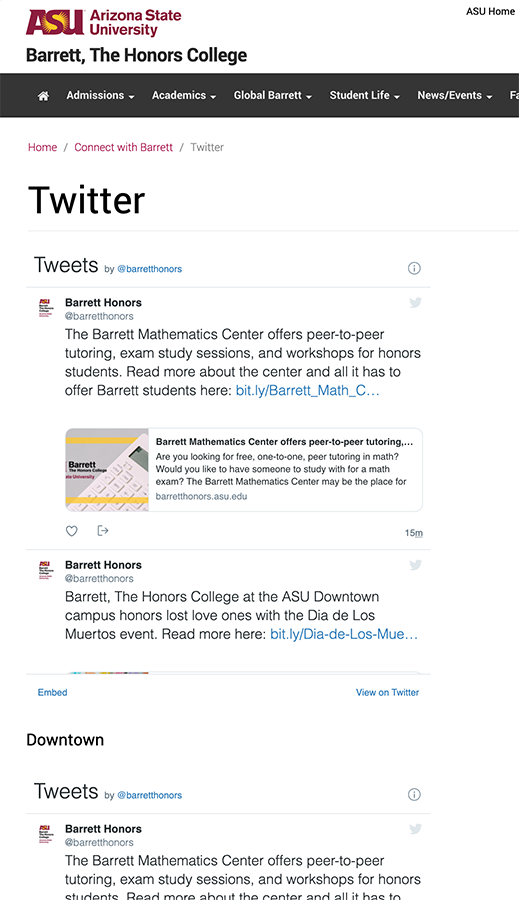 ASU Arizona State University
ASU Home
Barrett, The Honors College
Admissions Academics Global Barrett Student Life News/Events Fa
Home / Connect with Barrett / Twitter
Twitter
Tweets by @barretthonors
Barrett Honors
@barretthonors
The Barrett Mathematics Center offers peer-to-peer
tutoring, exam study sessions, and workshops for honors
students. Read more about the center and all it has to
offer Barrett students here: bit.ly/Barrett_Math_C…
Barrett
The Honors College
te University
Barrett Mathematics Center offers peer-to-peer tutoring,…
Are you looking for free, one-to-one, peer tutoring in math?
Would you like to have someone to study with for a math
exam? The Barrett Mathematics Center may be the place for
barretthonors.asu.edu
15m
Barrett Honors
@barretthonors
Barrett, The Honors College at the ASU Downtown
campus honors lost love ones with the Dia de Los
Muertos event. Read more here: bit.ly/Dia-de-Los-Mue…
Embed
View on Twitter
Downtown
Tweets by @barretthonors
Barrett Honors
@barretthonors
The Barrett Mathematics Center offers peer-to-peer
tutoring, exam study sessions, and workshops for honors
students. Read more about the center and all it has to